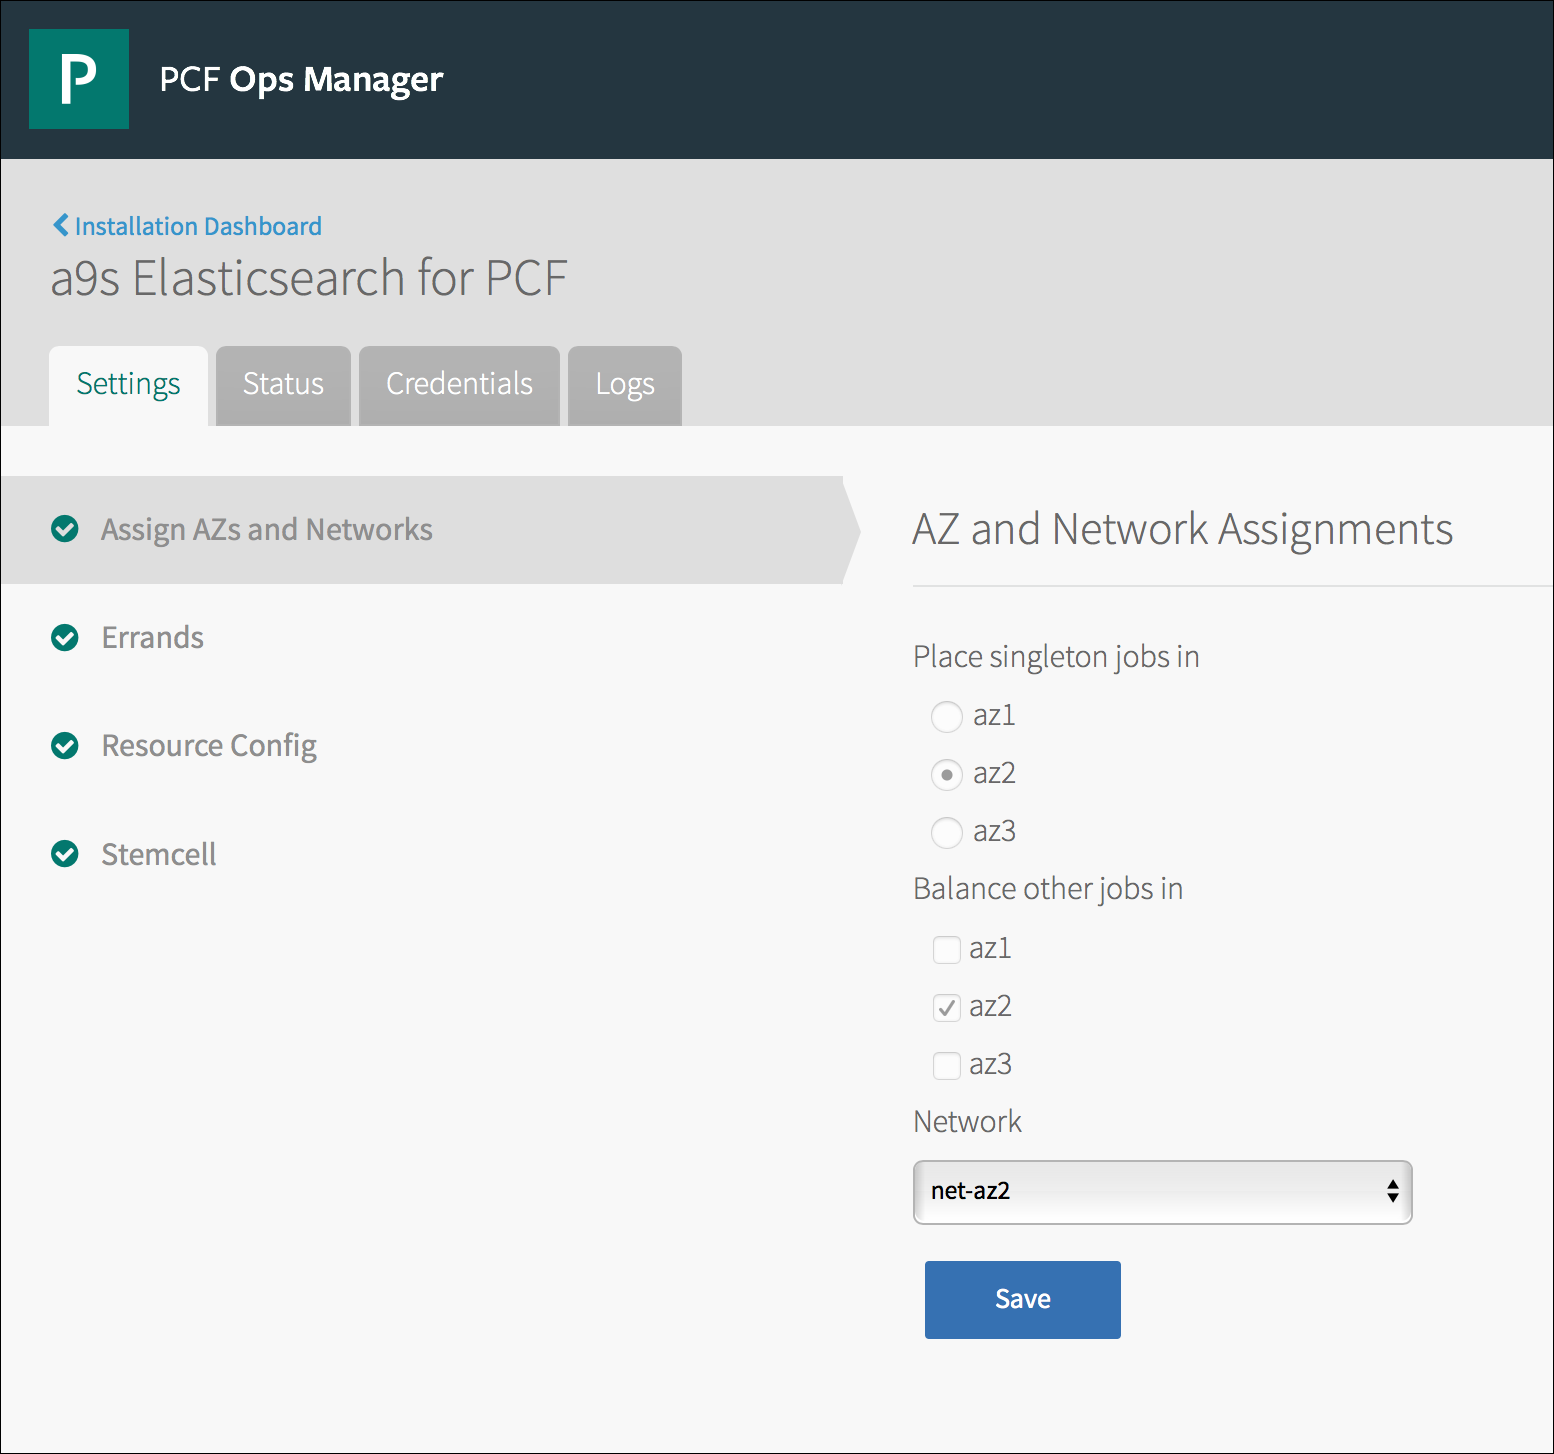 P
PCF Ops Manager
Installation Dashboard
a9s Elasticsearch for PCF
Settings
Status
Credentials
Logs
Assign AZs and Networks
Errands
Resource Config
Stemcell
AZ and Network Assignments
Place singleton jobs in
az1
az2
az3
Balance other jobs in
az1
az2
az3
Network
net-az2
Save